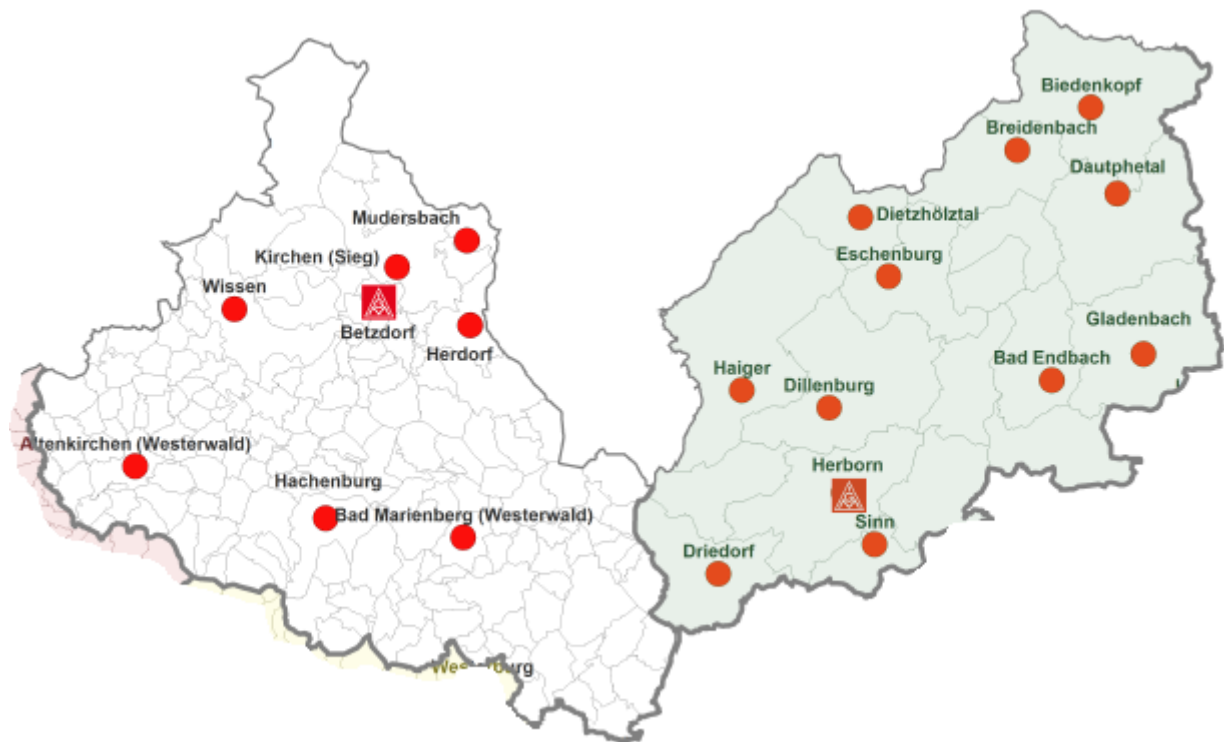 Biedenkopf
Breidenbach
Dautphetal
Mudersbach
Dietzhölztal
Kirchen (Sieg)
Eschenburg
Wissen
Betzdorf
Herdorf
Gladenbach
Bad Endbach
Haiger
Dillenburg
Altenkirchen (Westerwald)
Herborn
Hachenburg
Bad Marienberg (Westerwald)
Sinn
Driedorf